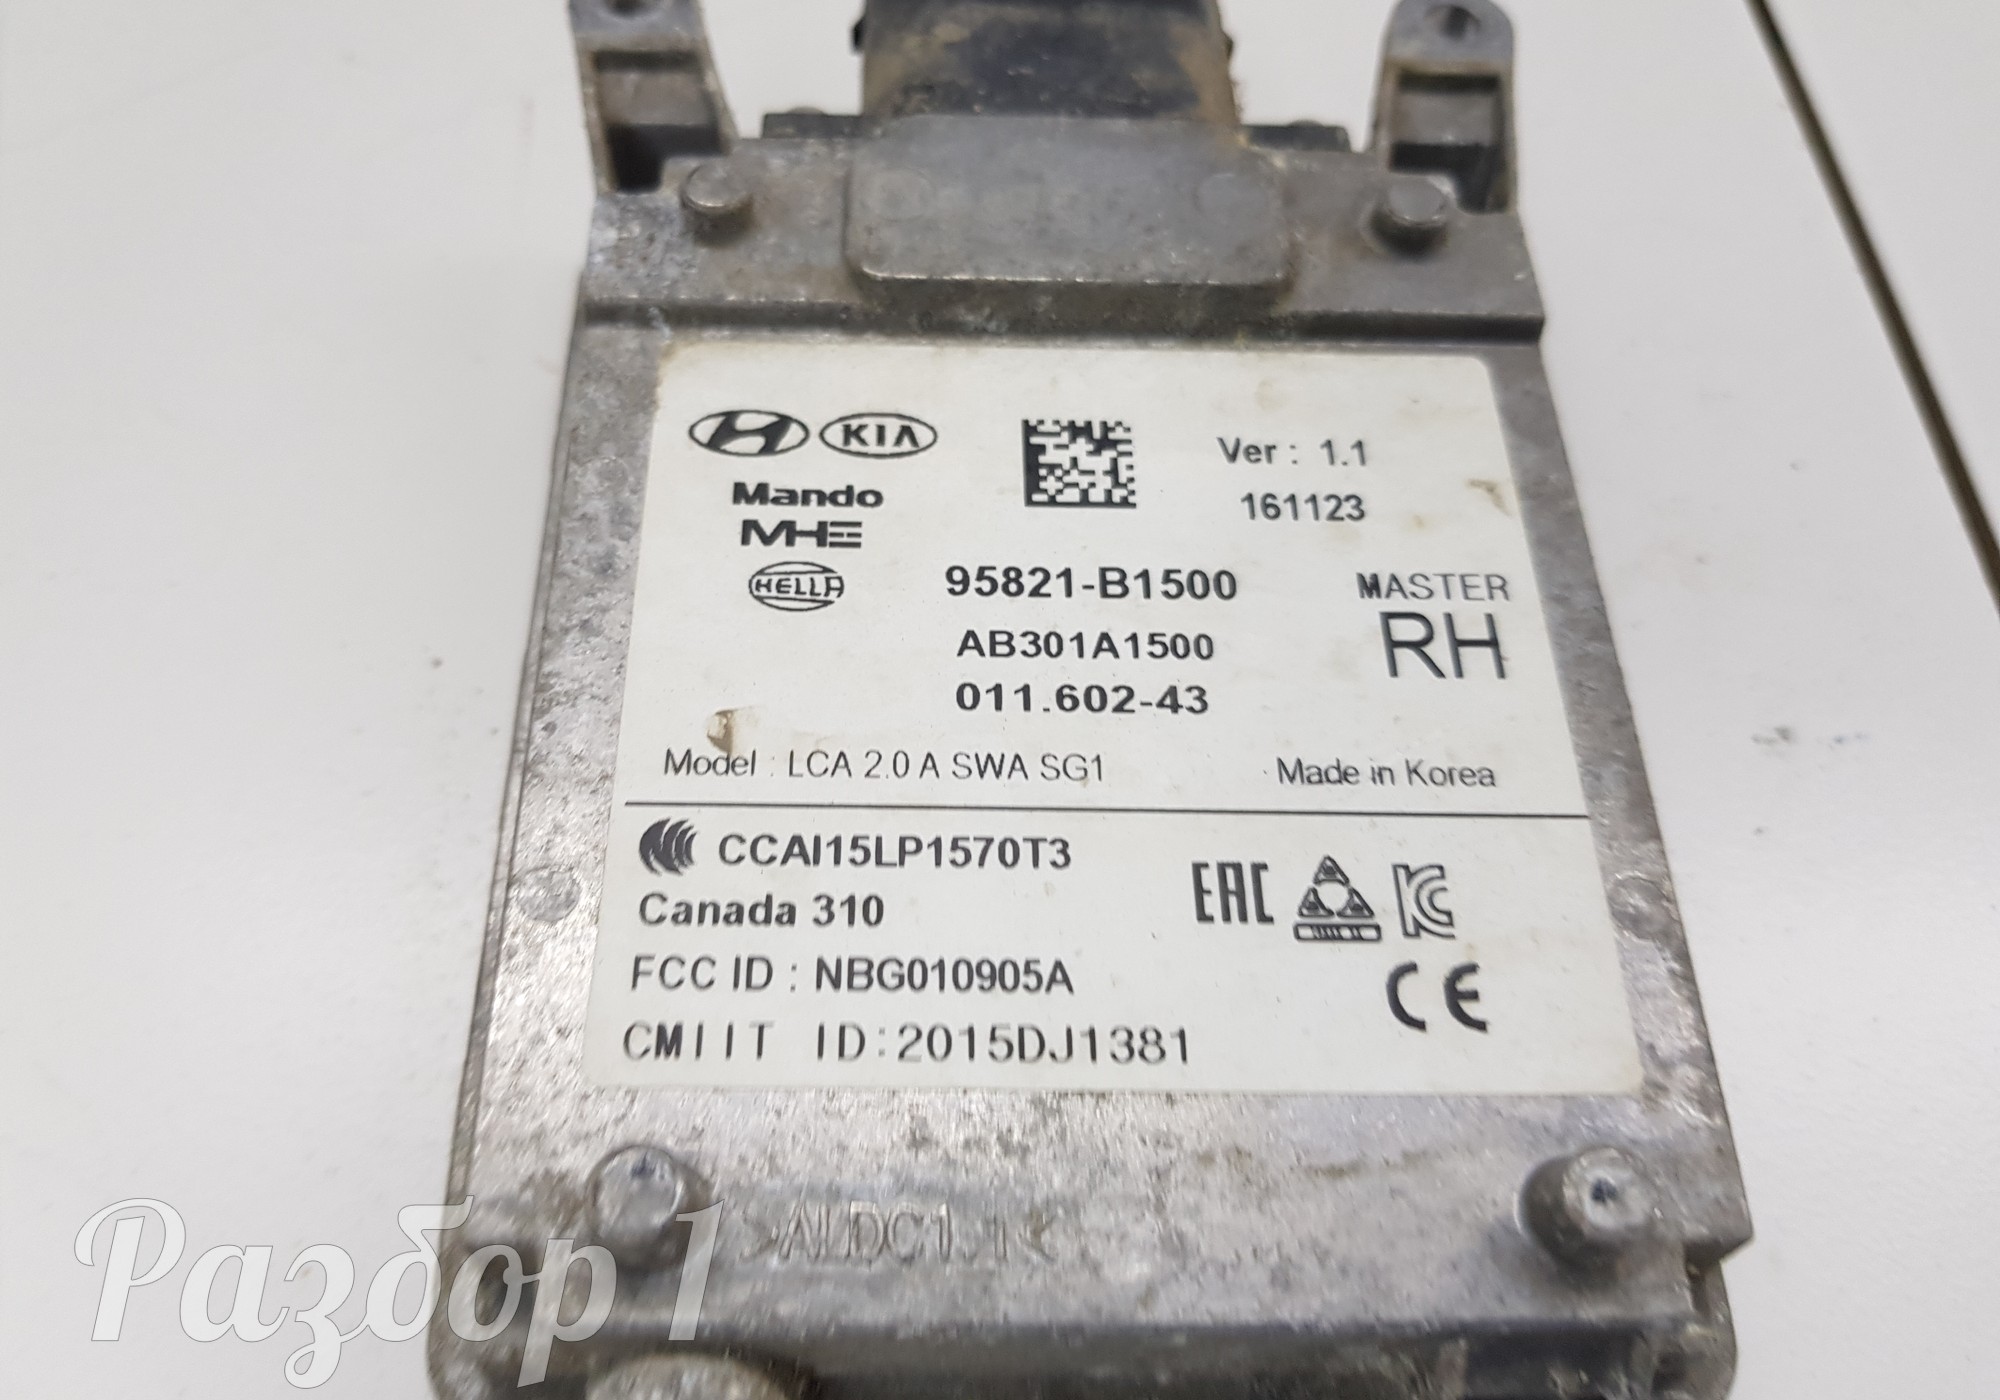 KIA
Ver : 1.1
Mando
161123
MHE
HELLA
95821-B1500
MASTER
AB301A1500
RH
011.602-43
Model : LCA 2.0 A SWA SG1
Made in Korea
CCAI15LP1570T3
Canada 310
EAC
FCC ID : NBG010905A
CE
CMIIT ID:2015DJ1381
>ALDC1.1<
Разбор 1